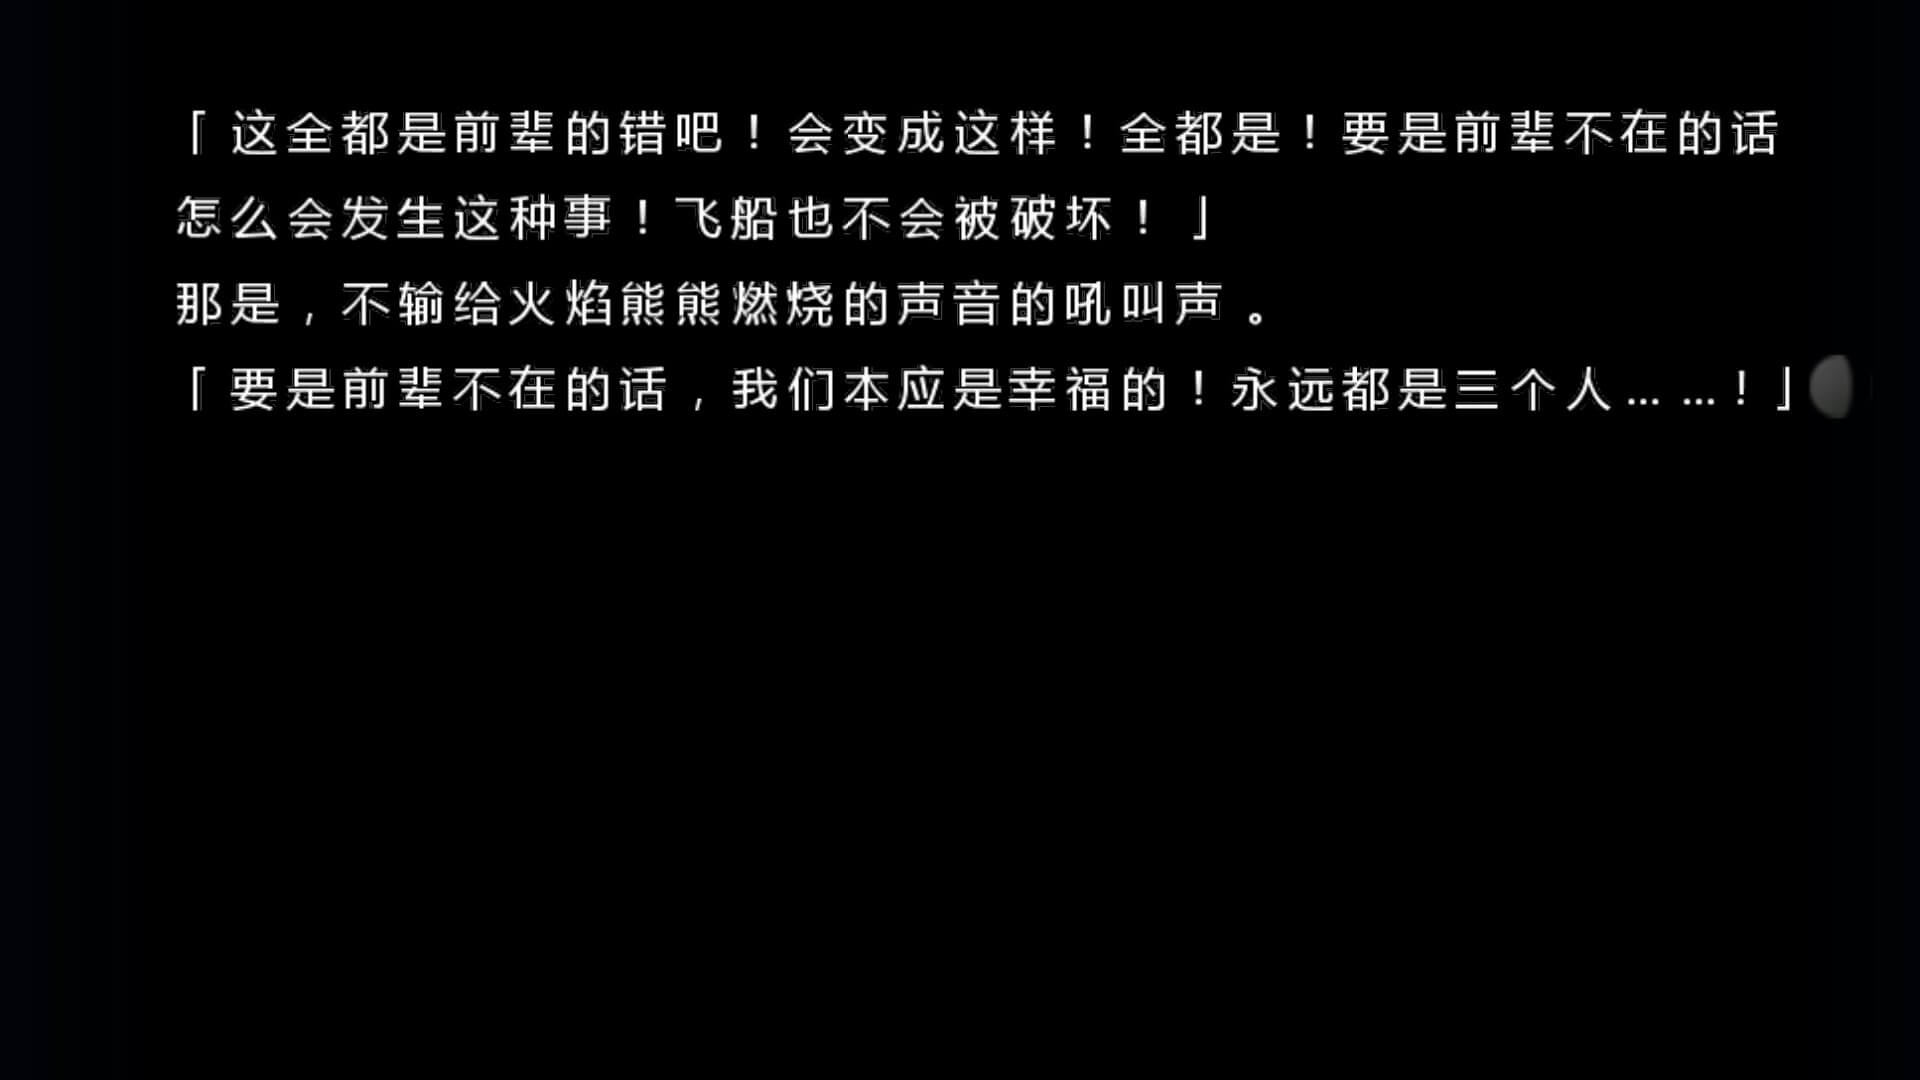 「这全都是前辈的错吧！会变成这样！全都是！要是前辈不在的话
怎么会发生这种事！飞船也不会被破坏！」
那是，不输给火焰熊熊燃烧的声音的吼叫声。
「要是前辈不在的话，我们本应是幸福的！永远都是三个人……！」